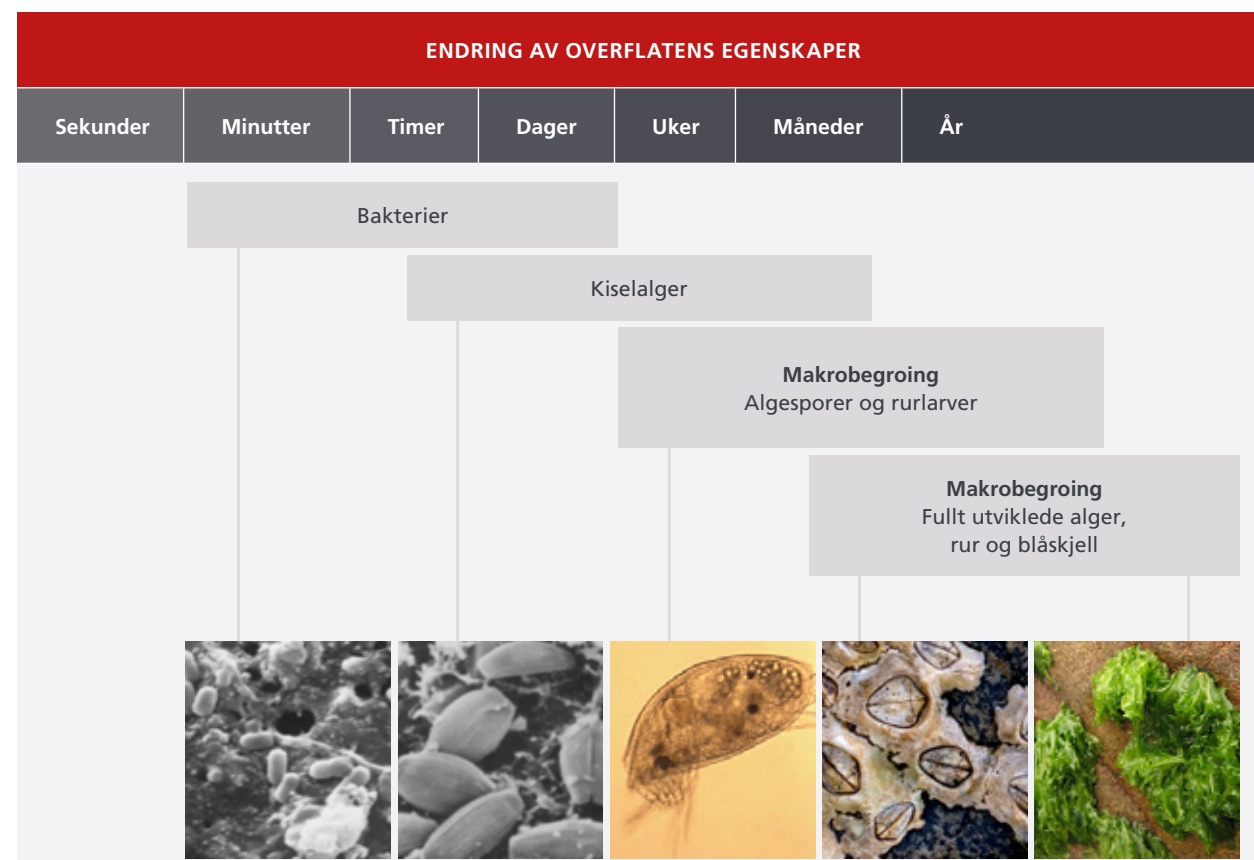 ENDRING AV OVERFLATENS EGENSKAPER
Sekunder Minutter Timer Dager Uker Måneder År
Bakterier
Kiselalger
Makrobegroing
Algesporer og rurlarver
Makrobegroing
Fullt utviklede alger,
rur og blåskjell